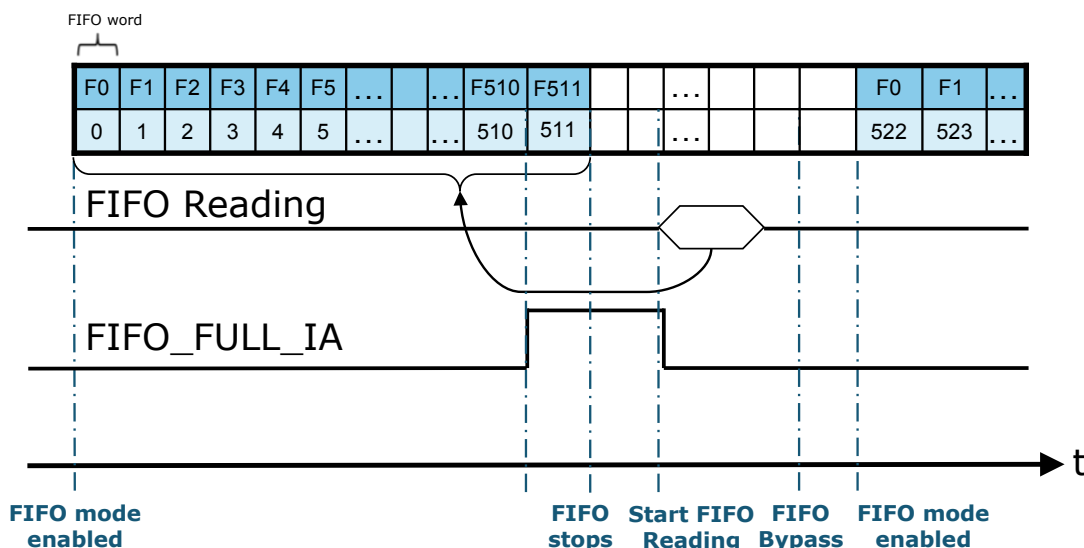 FIFO word
F0 F1 F2 F3 F4 F5 ... ... F510 F511 ... F0 F1 ...
0 1 2 3 4 5 ... ... 510 511 ... 522 523 ...
FIFO Reading
FIFO_FULL_IA
t
FIFO mode
enabled
FIFO
stops
Start FIFO
Reading
FIFO
Bypass
FIFO mode
enabled